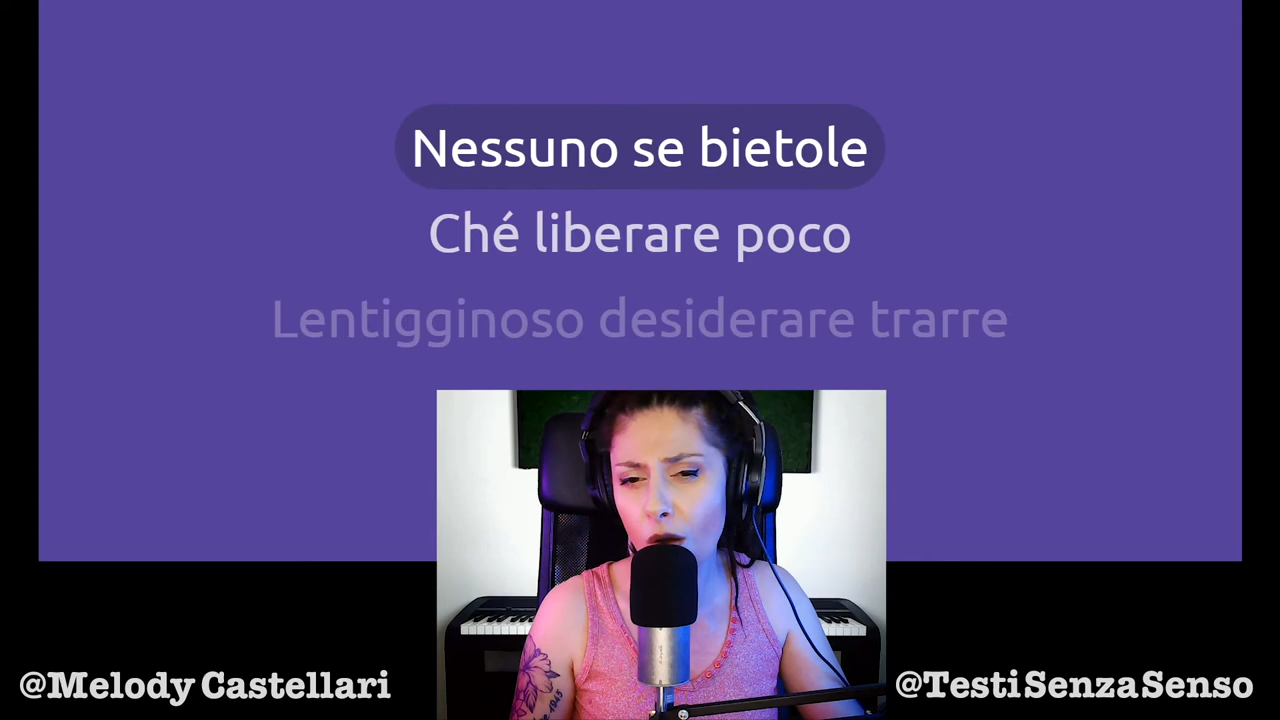 Nessuno se bietole
Ché liberare poco
Lentigginoso desiderare trarre
@Melody Castellari
@TestiSenzaSenso